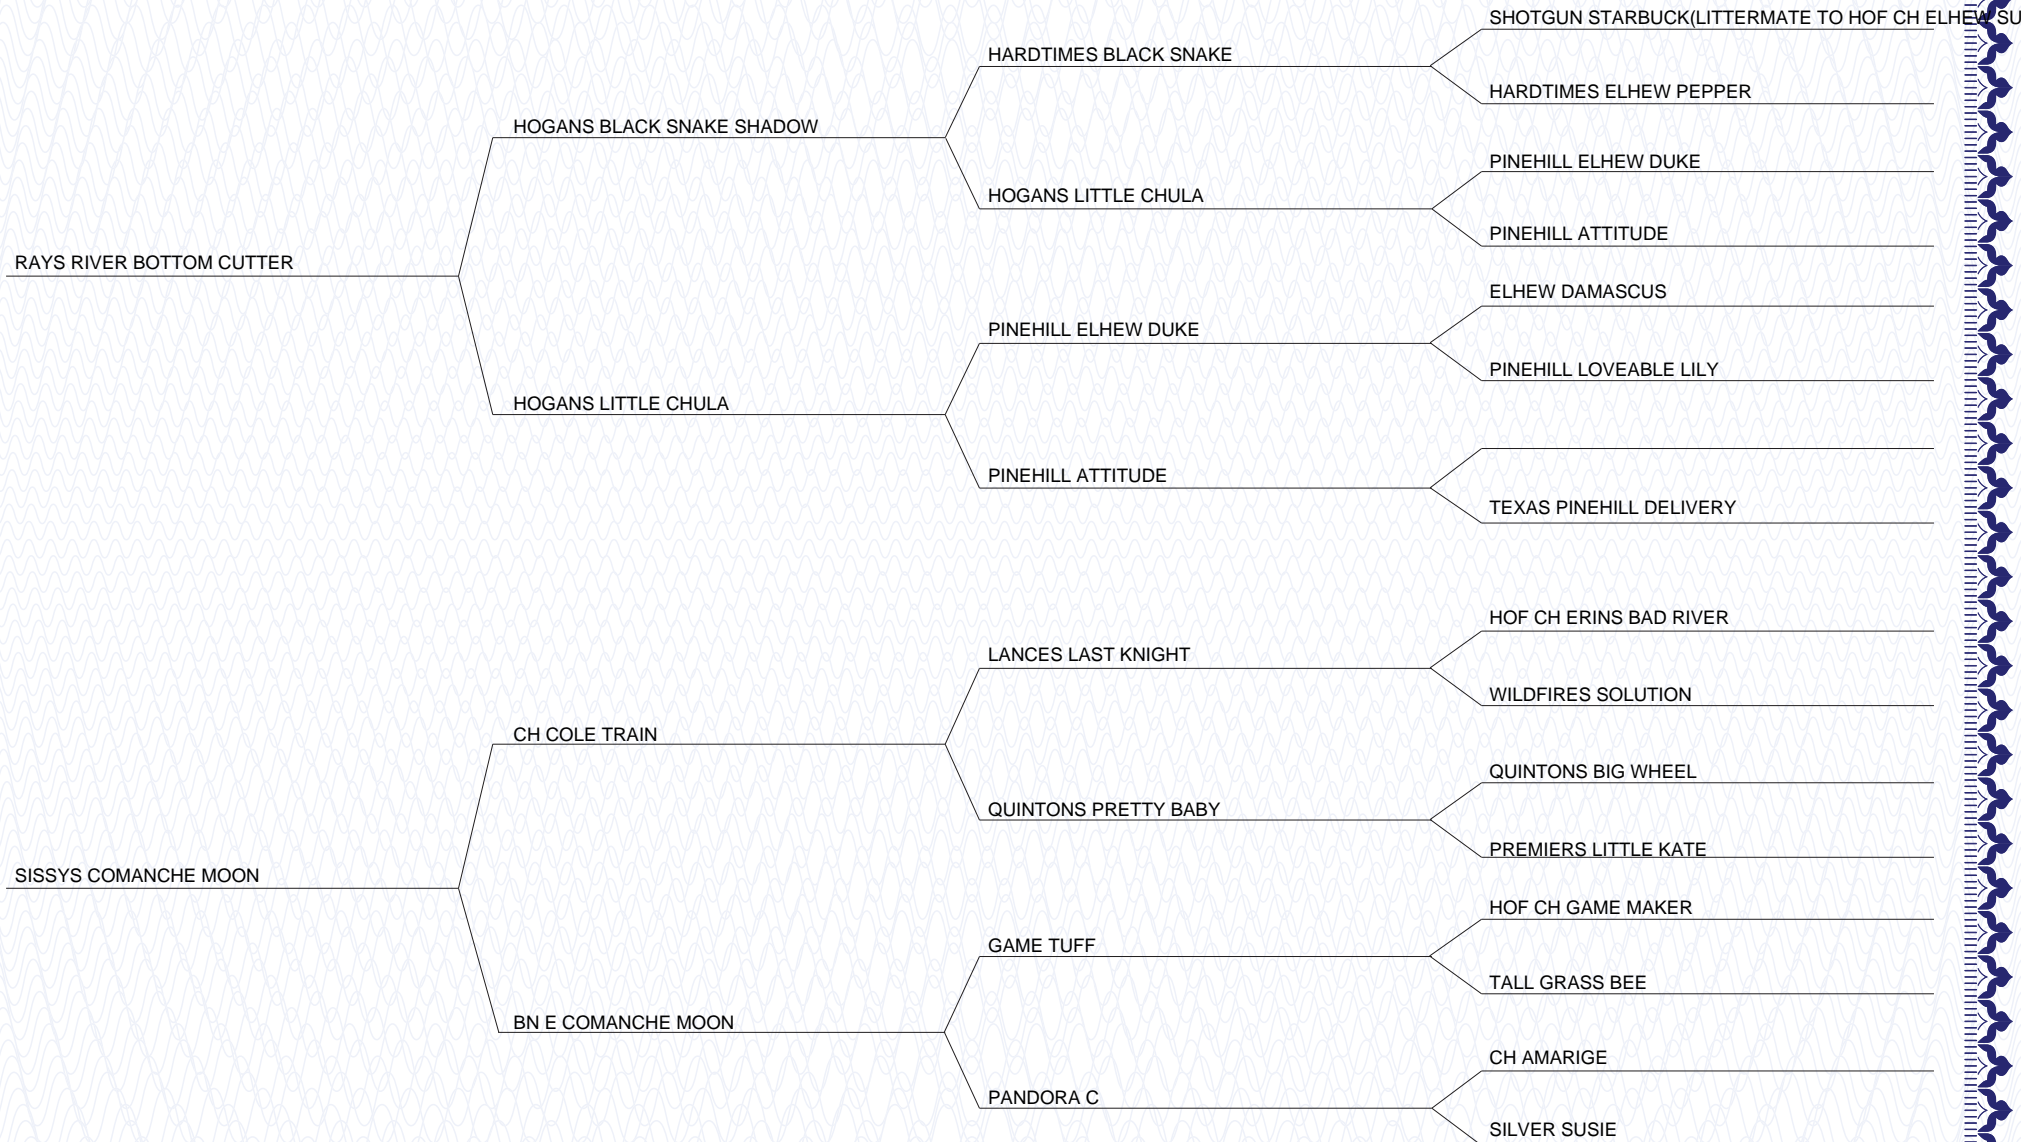 SHOTGUN STARBUCK(LITTERMATE TO HOF CH ELHEW SU
HARDTIMES BLACK SNAKE
HARDTIMES ELHEW PEPPER
HOGANS BLACK SNAKE SHADOW
PINEHILL ELHEW DUKE
HOGANS LITTLE CHULA
PINEHILL ATTITUDE
RAYS RIVER BOTTOM CUTTER
ELHEW DAMASCUS
PINEHILL ELHEW DUKE
PINEHILL LOVEABLE LILY
HOGANS LITTLE CHULA
PINEHILL ATTITUDE
TEXAS PINEHILL DELIVERY
HOF CH ERINS BAD RIVER
LANCES LAST KNIGHT
WILDFIRES SOLUTION
CH COLE TRAIN
QUINTONS BIG WHEEL
QUINTONS PRETTY BABY
PREMIERS LITTLE KATE
SISSYS COMANCHE MOON
HOF CH GAME MAKER
GAME TUFF
TALL GRASS BEE
BN E COMANCHE MOON
CH AMARIGE
PANDORA C
SILVER SUSIE